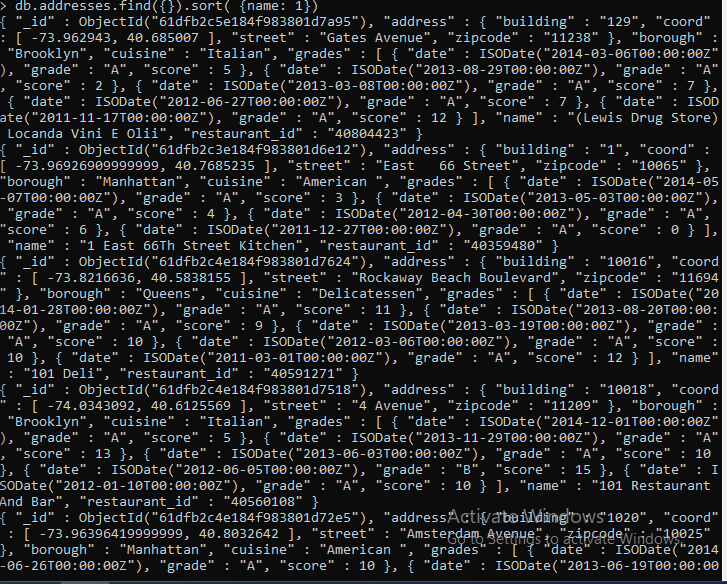 > db.addresses.find({}).sort( {name: 1})
{ "_id" : ObjectId("61dfb2c5e184f983801d7a95"), "address" : { "building" : "129", "coord"
: [ -73.962943, 40.685007 ], "street" : "Gates Avenue", "zipcode" : "11238" }, "borough" :
"Brooklyn", "cuisine" : "Italian", "grades" : [ { "date" : ISODate("2014-03-06T00:00:00Z"
), "grade" : "A", "score" : 5 }, { "date" : ISODate("2013-08-29T00:00:00Z"), "grade" : "A"
, "score" : 2 }, { "date" : ISODate("2013-03-08T00:00:00Z"), "grade" : "A", "score" : 7 },
{ "date" : ISODate("2012-06-27T00:00:00Z"), "grade" : "A", "score" : 7 }, { "date" : ISOD
ate("2011-11-17T00:00:00Z"), "grade" : "A", "score" : 12 } ], "name" : "(Lewis Drug Store)
Locanda Vini E Olii", "restaurant_id" : "40804423" }
{ "_id" : ObjectId("61dfb2c3e184f983801d6e12"), "address" : { "building" : "1", "coord" :
[ -73.96926909999999, 40.7685235 ], "street" : "East   66 Street", "zipcode" : "10065" },
"borough" : "Manhattan", "cuisine" : "American ", "grades" : [ { "date" : ISODate("2014-05
-07T00:00:00Z"), "grade" : "A", "score" : 3 }, { "date" : ISODate("2013-05-03T00:00:00Z"),
"grade" : "A", "score" : 4 }, { "date" : ISODate("2012-04-30T00:00:00Z"), "grade" : "A",
"score" : 6 }, { "date" : ISODate("2011-12-27T00:00:00Z"), "grade" : "A", "score" : 0 } ],
"name" : "1 East 66Th Street Kitchen", "restaurant_id" : "40359480" }
{ "_id" : ObjectId("61dfb2c4e184f983801d7624"), "address" : { "building" : "10016", "coord
" : [ -73.8216636, 40.5838155 ], "street" : "Rockaway Beach Boulevard", "zipcode" : "11694
" }, "borough" : "Queens", "cuisine" : "Delicatessen", "grades" : [ { "date" : ISODate("20
14-01-28T00:00:00Z"), "grade" : "A", "score" : 11 }, { "date" : ISODate("2013-08-20T00:00:
00Z"), "grade" : "A", "score" : 9 }, { "date" : ISODate("2013-03-19T00:00:00Z"), "grade" :
"A", "score" : 10 }, { "date" : ISODate("2012-03-06T00:00:00Z"), "grade" : "A", "score" :
10 }, { "date" : ISODate("2011-03-01T00:00:00Z"), "grade" : "A", "score" : 12 } ], "name"
: "101 Deli", "restaurant_id" : "40591271" }
{ "_id" : ObjectId("61dfb2c4e184f983801d7518"), "address" : { "building" : "10018", "coord
" : [ -74.0343092, 40.6125569 ], "street" : "4 Avenue", "zipcode" : "11209" }, "borough" :
"Brooklyn", "cuisine" : "Italian", "grades" : [ { "date" : ISODate("2014-12-01T00:00:00Z"
), "grade" : "A", "score" : 5 }, { "date" : ISODate("2013-11-29T00:00:00Z"), "grade" : "A"
, "score" : 13 }, { "date" : ISODate("2013-06-03T00:00:00Z"), "grade" : "A", "score" : 10
}, { "date" : ISODate("2012-06-05T00:00:00Z"), "grade" : "B", "score" : 15 }, { "date" : I
SODate("2012-01-10T00:00:00Z"), "grade" : "A", "score" : 10 } ], "name" : "101 Restaurant
And Bar", "restaurant_id" : "40560108" }
{ "_id" : ObjectId("61dfb2c4e184f983801d72e5"), "address" : { "building" : "1020", "coord"
: [ -73.96396419999999, 40.8032642 ], "street" : "Amsterdam Avenue", "zipcode" : "10025"
}, "borough" : "Manhattan", "cuisine" : "American ", "grades" : [ { "date" : ISODate("2014
-06-26T00:00:00Z"), "grade" : "A", "score" : 10 }, { "date" : ISODate("2013-06-19T00:00:00
Activate Windows
Go to Settings to activate Windows.